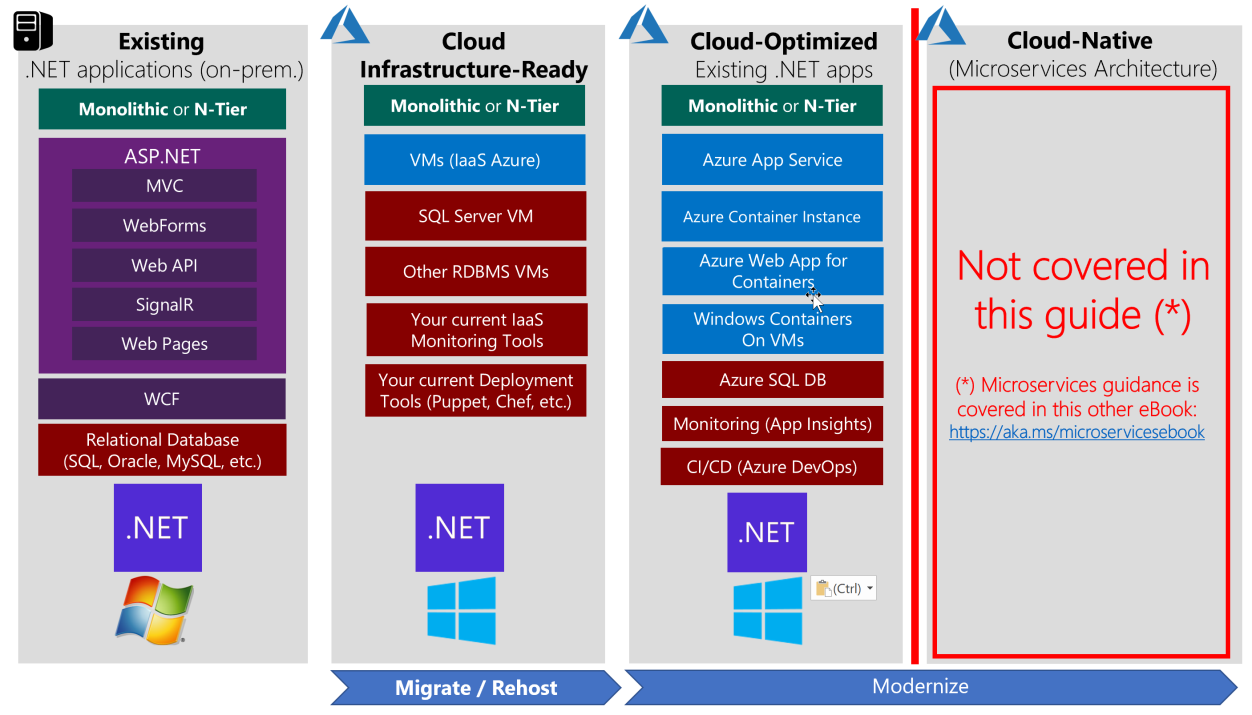 Existing
.NET applications (on-prem.)
Monolithic or N-Tier
ASP.NET
MVC
WebForms
Web API
SignalR
Web Pages
WCF
Relational Database
(SQL, Oracle, MySQL, etc.)
.NET
Cloud
Infrastructure-Ready
Monolithic or N-Tier
VMs (IaaS Azure)
SQL Server VM
Other RDBMS VMs
Your current IaaS
Monitoring Tools
Your current Deployment
Tools (Puppet, Chef, etc.)
.NET
Cloud-Optimized
Existing .NET apps
Monolithic or N-Tier
Azure App Service
Azure Container Instance
Azure Web App for
Containers
Windows Containers
On VMs
Azure SQL DB
Monitoring (App Insights)
CI/CD (Azure DevOps)
.NET
(Ctrl)
Cloud-Native
(Microservices Architecture)
Not covered in
this guide (*)
(*) Microservices guidance is
covered in this other eBook:
https://aka.ms/microservicesebook
Migrate / Rehost
Modernize